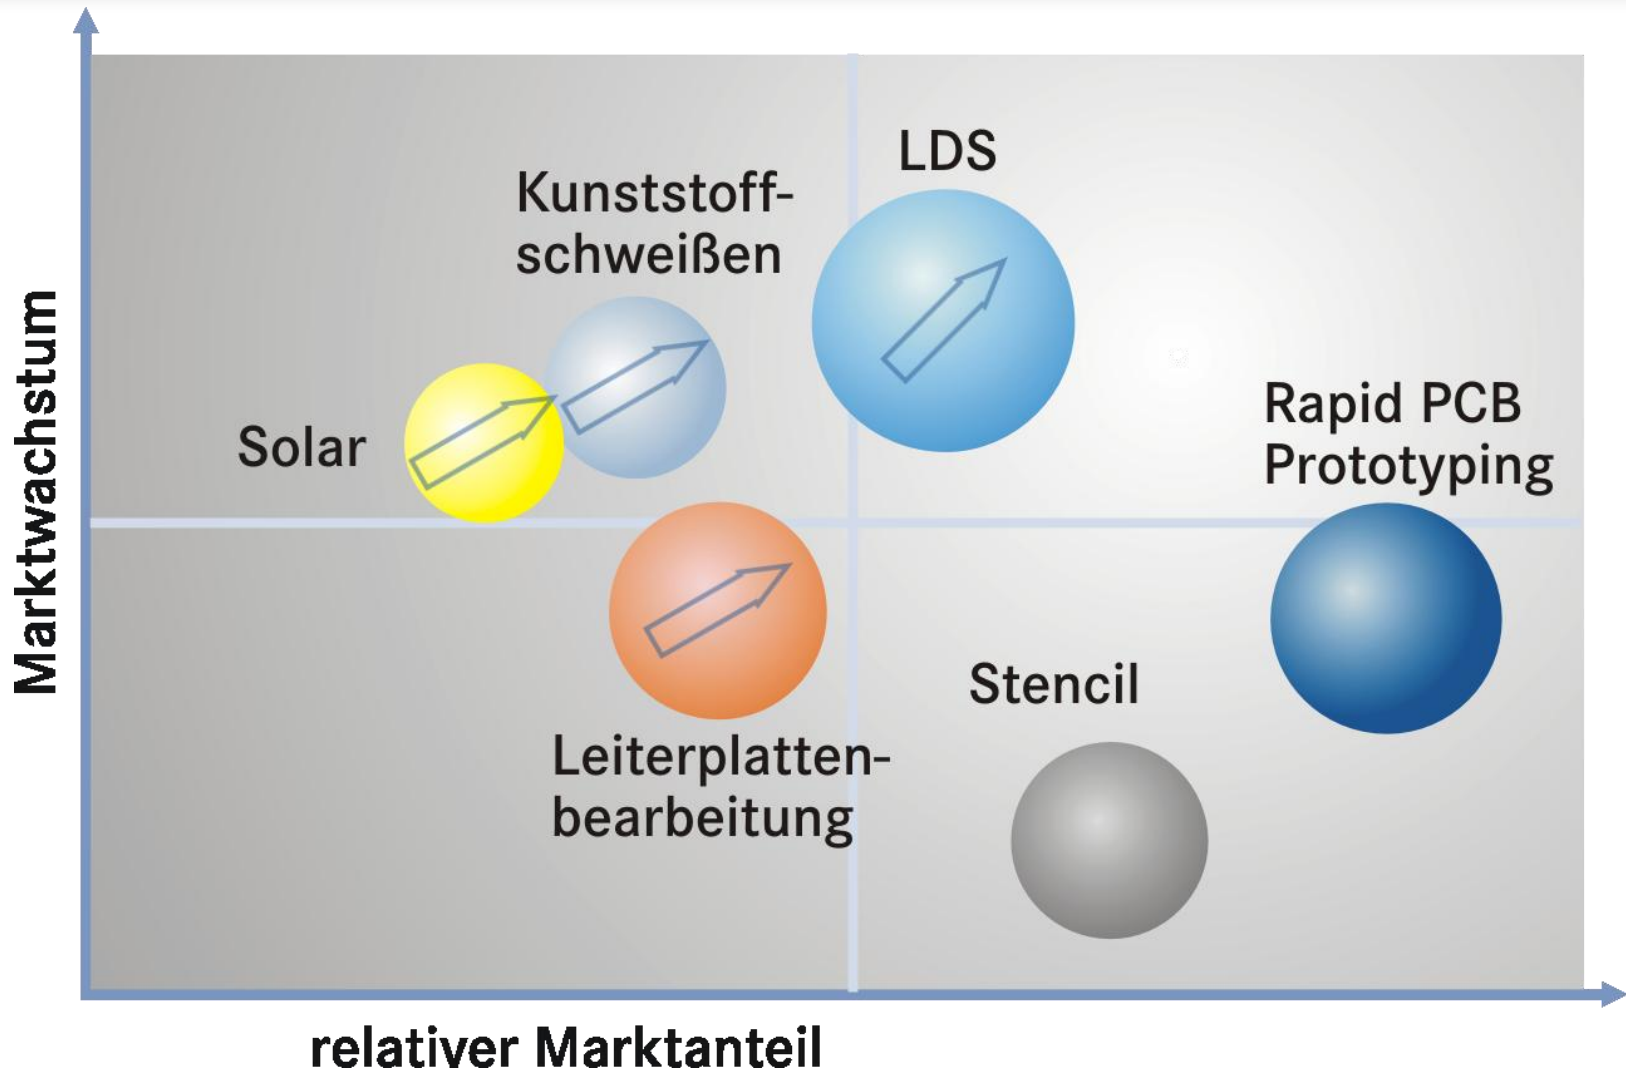 LDS
Kunststoff-
schweißen
Rapid PCB
Prototyping
Solar
Marktwachstum
Stencil
Leiterplatten-
bearbeitung
relativer Marktanteil